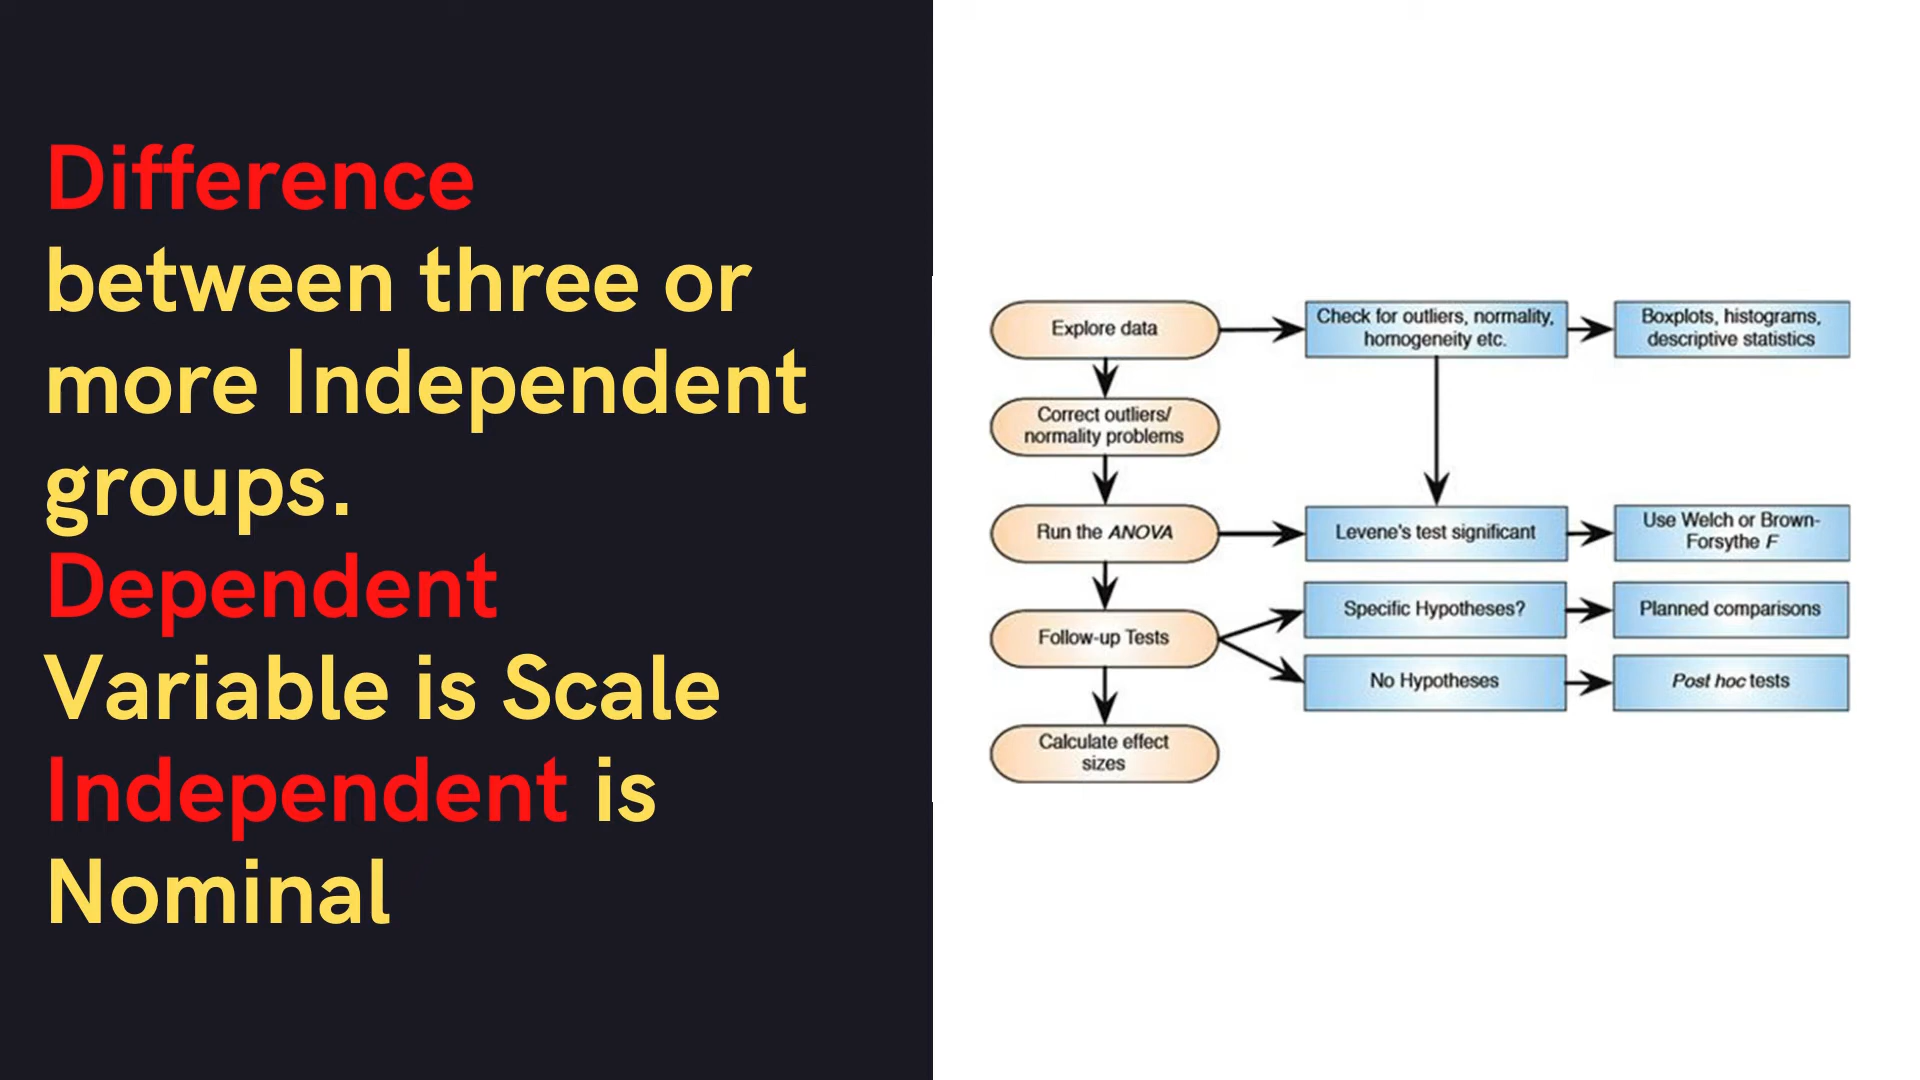 Difference
between three or
more Independent
groups.
Dependent
Variable is Scale
Independent is
Nominal
Explore data
Check for outliers, normality,
homogeneity etc.
Boxplots, histograms,
descriptive statistics
Correct outliers/
normality problems
Run the ANOVA
Levene's test significant
Use Welch or Brown-
Forsythe F
Follow-up Tests
Specific Hypotheses?
Planned comparisons
No Hypotheses
Post hoc tests
Calculate effect
sizes